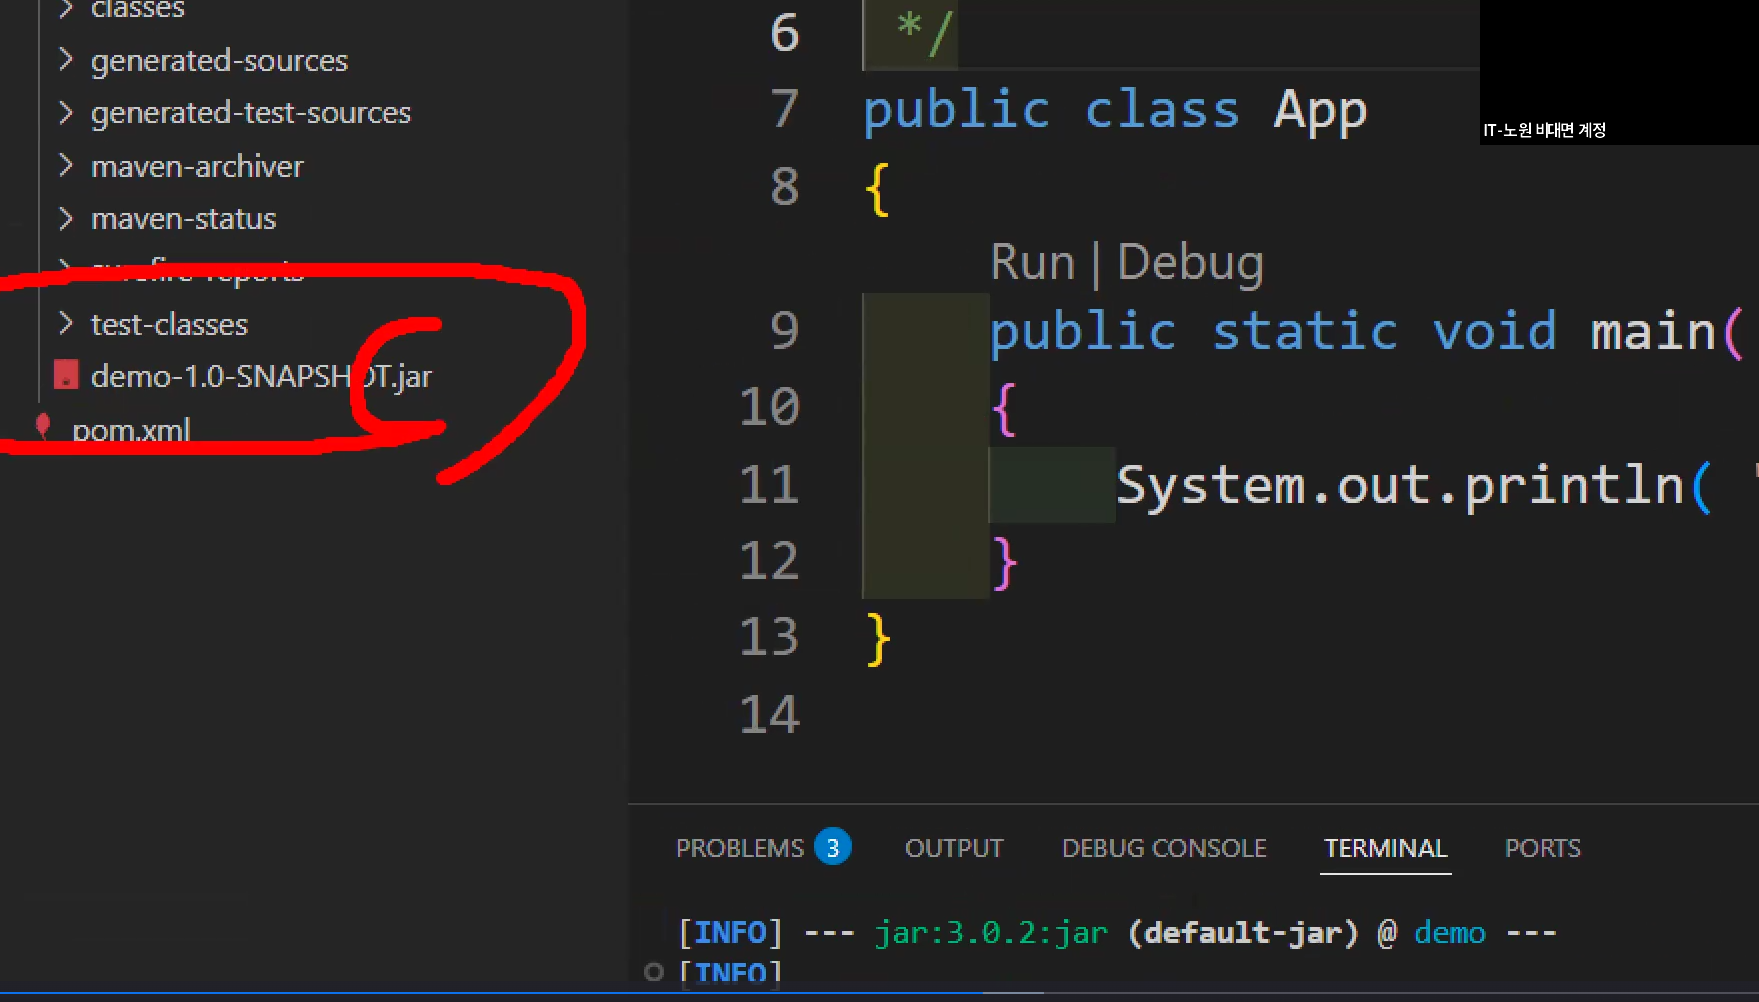 classes
generated-sources
generated-test-sources
maven-archiver
maven-status
surefire-reports
test-classes
demo-1.0-SNAPSHOT.jar
pom.xml
6 */
7 public class App
8 {
Run | Debug
9 public static void main(
10 {
11 System.out.println( "
12 }
13 }
14
IT-노원 비대면 계정
PROBLEMS 3 OUTPUT DEBUG CONSOLE TERMINAL PORTS
[INFO] --- jar:3.0.2:jar (default-jar) @ demo ---
[INFO]